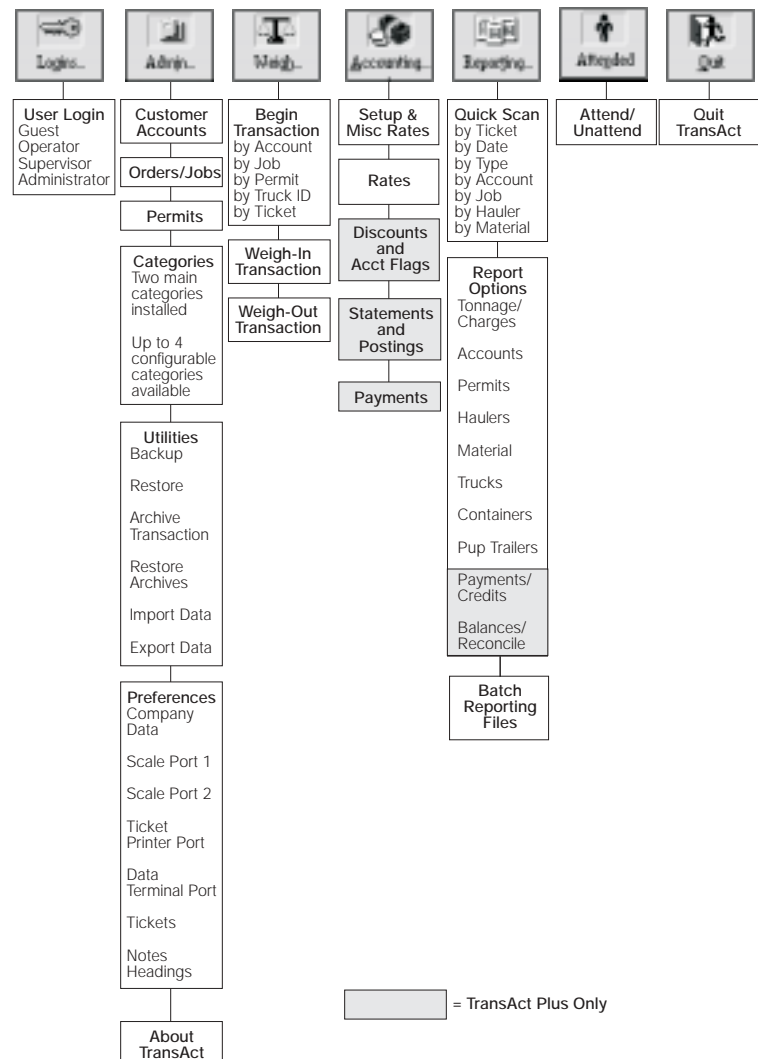 Logins...
Admin...
Weigh...
Accounting...
Reporting...
Attended
Quit
User Login
Guest
Operator
Supervisor
Administrator
Customer
Accounts
Orders/Jobs
Permits
Categories
Two main
categories
installed
Up to 4
configurable
categories
available
Utilities
Backup
Restore
Archive
Transaction
Restore
Archives
Import Data
Export Data
Preferences
Company
Data
Scale Port 1
Scale Port 2
Ticket
Printer Port
Data
Terminal Port
Tickets
Notes
Headings
About
TransAct
Begin
Transaction
by Account
by Job
by Permit
by Truck ID
by Ticket
Weigh-In
Transaction
Weigh-Out
Transaction
Setup &
Misc Rates
Rates
Discounts
and
Acct Flags
Statements
and
Postings
Payments
Quick Scan
by Ticket
by Date
by Type
by Account
by Job
by Hauler
by Material
Report
Options
Tonnage/
Charges
Accounts
Permits
Haulers
Material
Trucks
Containers
Pup Trailers
Payments/
Credits
Balances/
Reconcile
Batch
Reporting
Files
Attend/
Unattend
Quit
TransAct
= TransAct Plus Only